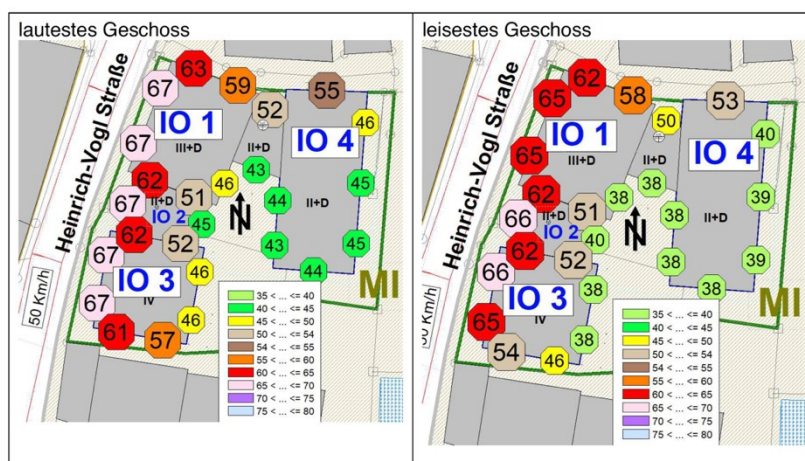 lautestes Geschoss
63
59
67
55
52
46
IO 1
IO 4
67
III+D
II+D
43
62
46
45
II+D
51
44
II+D
67
IO 2
45
N
62
52
43
45
67
46
44
IO 3
MI
67
IV
46
61
57
Heinrich-Vogl Straße
50 Km/h
35 < ... <= 40
40 < ... <= 45
45 < ... <= 50
50 < ... <= 54
54 < ... <= 55
55 < ... <= 60
60 < ... <= 65
65 < ... <= 70
70 < ... <= 75
75 < ... <= 80
leisestes Geschoss
62
58
65
53
50
40
IO 1
IO 4
65
III+D
II+D
38
62
38
39
II+D
51
38
II+D
66
IO 2
40
N
62
52
38
39
66
38
38
IO 3
MI
65
IV
38
54
46
Heinrich-Vogl Straße
50 Km/h
35 < ... <= 40
40 < ... <= 45
45 < ... <= 50
50 < ... <= 54
54 < ... <= 55
55 < ... <= 60
60 < ... <= 65
65 < ... <= 70
70 < ... <= 75
75 < ... <= 80